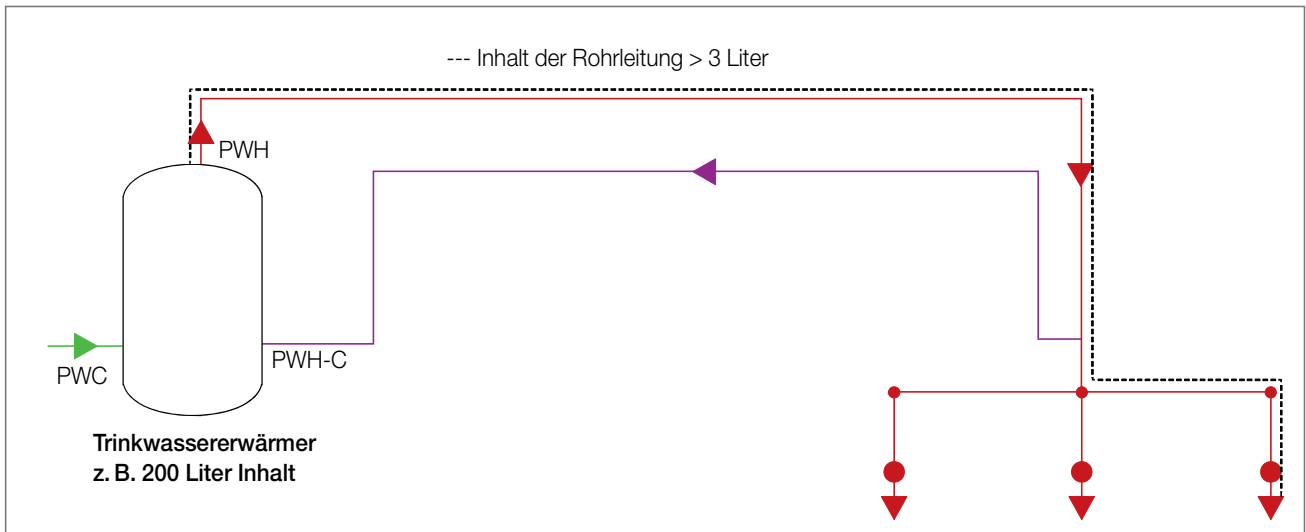 --- Inhalt der Rohrleitung > 3 Liter
PWH
PWH-C
PWC
Trinkwassererwärmer
z. B. 200 Liter Inhalt